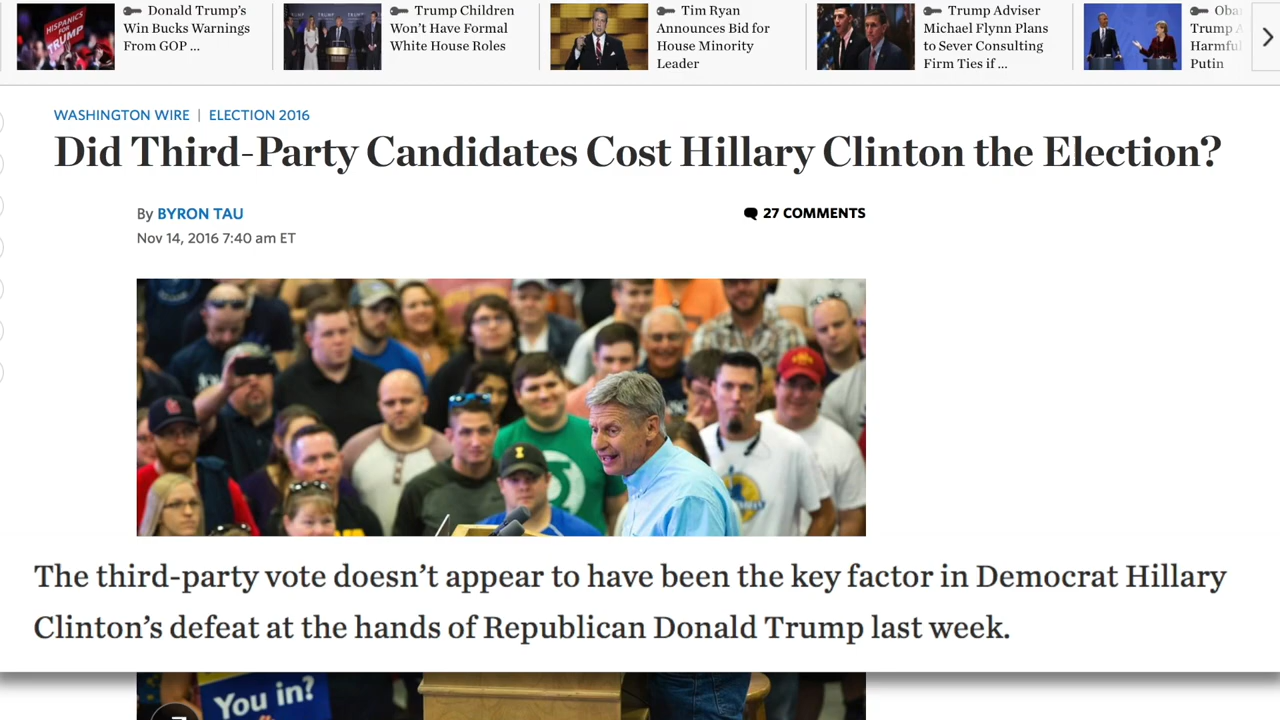 Donald Trump's
Win Bucks Warnings
From GOP ...
Trump Children
Won't Have Formal
White House Roles
Tim Ryan
Announces Bid for
House Minority
Leader
Trump Adviser
Michael Flynn Plans
to Sever Consulting
Firm Ties if ...
Trump
Harmful
Putin
HISPANICS
for
TRUMP
WASHINGTON WIRE | ELECTION 2016
Did Third-Party Candidates Cost Hillary Clinton the Election?
By BYRON TAU
27 COMMENTS
Nov 14, 2016 7:40 am ET
The third-party vote doesn't appear to have been the key factor in Democrat Hillary
Clinton's defeat at the hands of Republican Donald Trump last week.
You in?